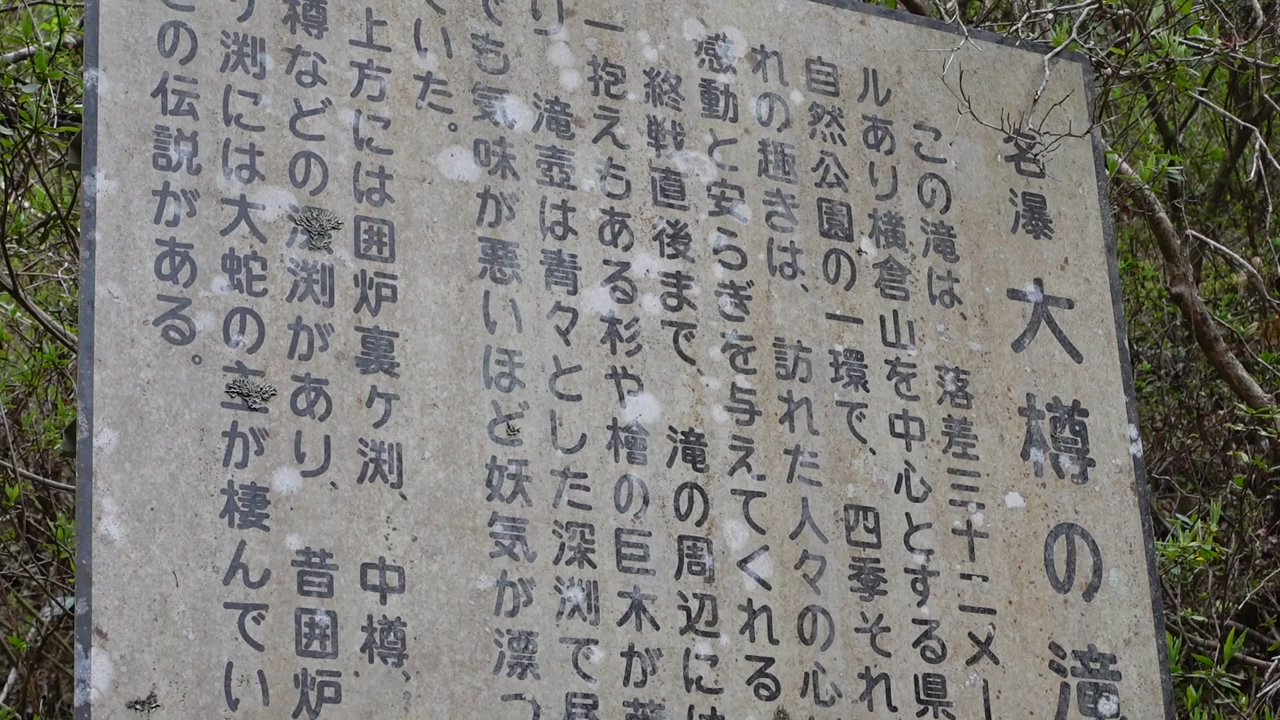 名瀑 大樽の滝
この滝は、落差三十二メー
ルあり横倉山を中心とする県
自然公園の一環で、四季それ
れの趣きは、訪れた人々の心
感動と安らぎを与えてくれる
終戦直後まで、滝の周辺には
一抱えもある杉や檜の巨木が
り 滝壺は青々とした深渕で昼
でも気味が悪いほど妖気が漂っ
ていた。
上方には囲炉裏ケ渕、中樽、
樽などの渕があり、昔囲炉
渕には大蛇の主が棲んでい
との伝説がある。